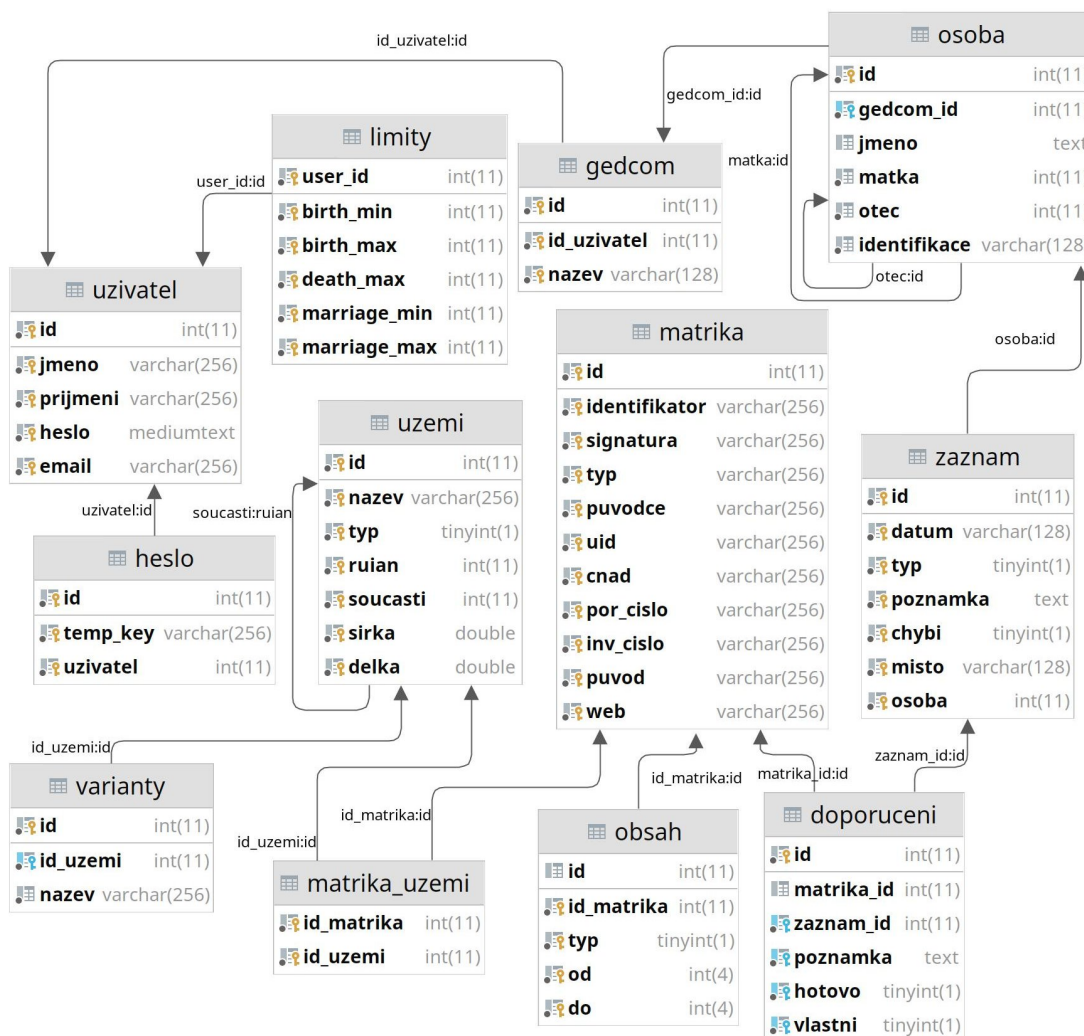 id_uzivatel:id
osoba
id int(11
gedcom_id int(11
jmeno text
matka int(11
otec int(11
identifikace varchar(128
gedcom_id:id
matka:id
otec:id
limity
user_id int(11)
birth_min int(11)
birth_max int(11)
death_max int(11)
marriage_min int(11)
marriage_max int(11)
user_id:id
gedcom
id int(11)
id_uzivatel int(11)
nazev varchar(128)
uzivatel
id int(11)
jmeno varchar(256)
prijmeni varchar(256)
heslo mediumtext
email varchar(256)
uzivatel:id
matrika
id int(11)
identifikator varchar(256)
signatura varchar(256)
typ varchar(256)
puvodce varchar(256)
uid varchar(256)
cnad varchar(256)
por_cislo varchar(256)
inv_cislo varchar(256)
puvod varchar(256)
web varchar(256)
osoba:id
uzemi
id int(11)
nazev varchar(256)
typ tinyint(1)
ruian int(11)
soucasti int(11)
sirka double
delka double
soucasti:ruian
zaznam
id int(11)
datum varchar(128)
typ tinyint(1)
poznamka text
chybi tinyint(1)
misto varchar(128)
osoba int(11)
heslo
id int(11)
temp_key varchar(256)
uzivatel int(11)
id_uzemi:id
varianty
id int(11)
id_uzemi int(11)
nazev varchar(256)
id_uzemi:id
id_matrika:id
matrika_uzemi
id_matrika int(11)
id_uzemi int(11)
id_matrika:id
obsah
id int(11)
id_matrika int(11)
typ tinyint(1)
od int(4)
do int(4)
matrika_id:id
zaznam_id:id
doporuceni
id int(11)
matrika_id int(11)
zaznam_id int(11)
poznamka text
hotovo tinyint(1)
vlastni tinyint(1)